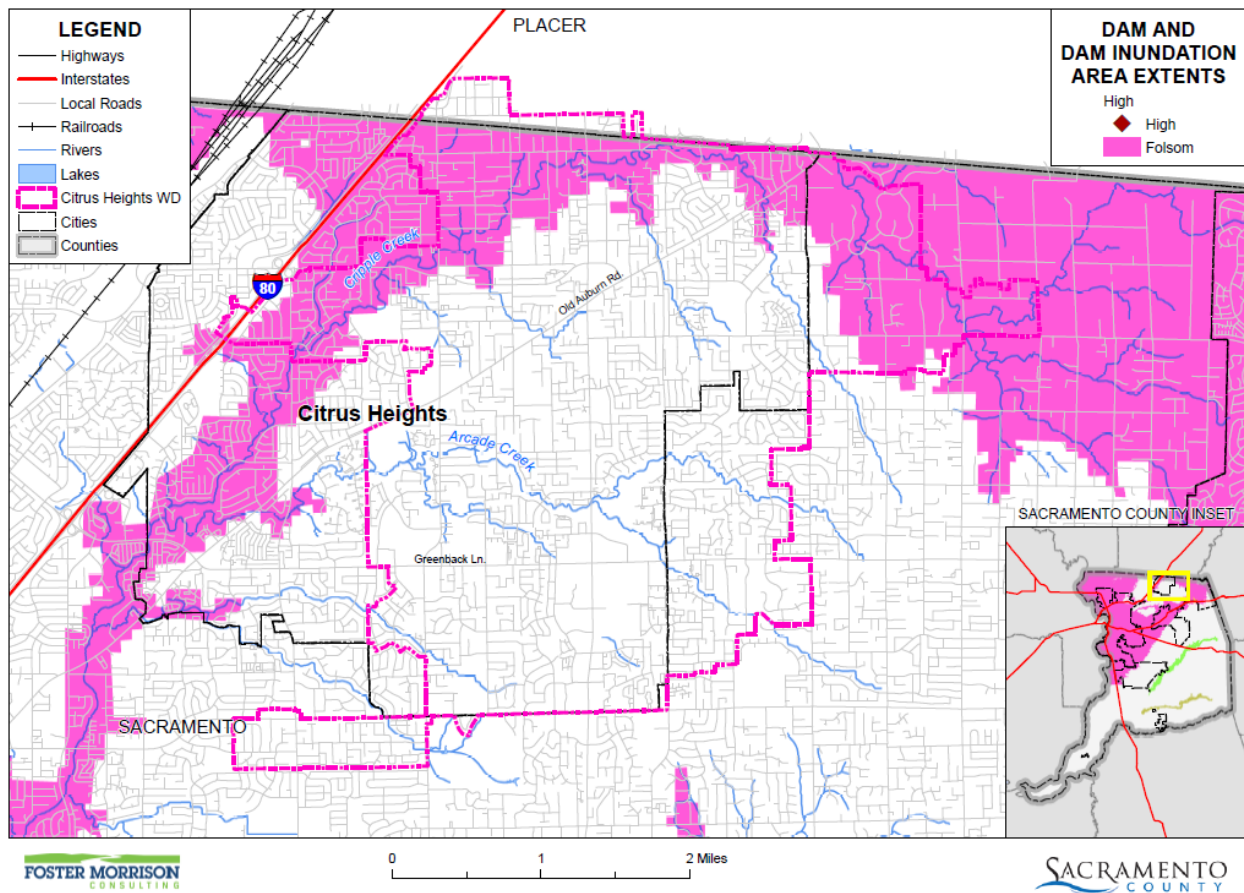 LEGEND
Highways
Interstates
Local Roads
Railroads
Rivers
Lakes
Citrus Heights WD
Cities
Counties
PLACER
DAM AND
DAM INUNDATION
AREA EXTENTS
High
High
Folsom
Cripple Creek
80
Old Auburn Rd.
Citrus Heights
Arcade Creek
Greenback Ln.
SACRAMENTO
SACRAMENTO COUNTY INSET
FOSTER MORRISON
CONSULTING
0 1 2 Miles
SACRAMENTO
COUNTY